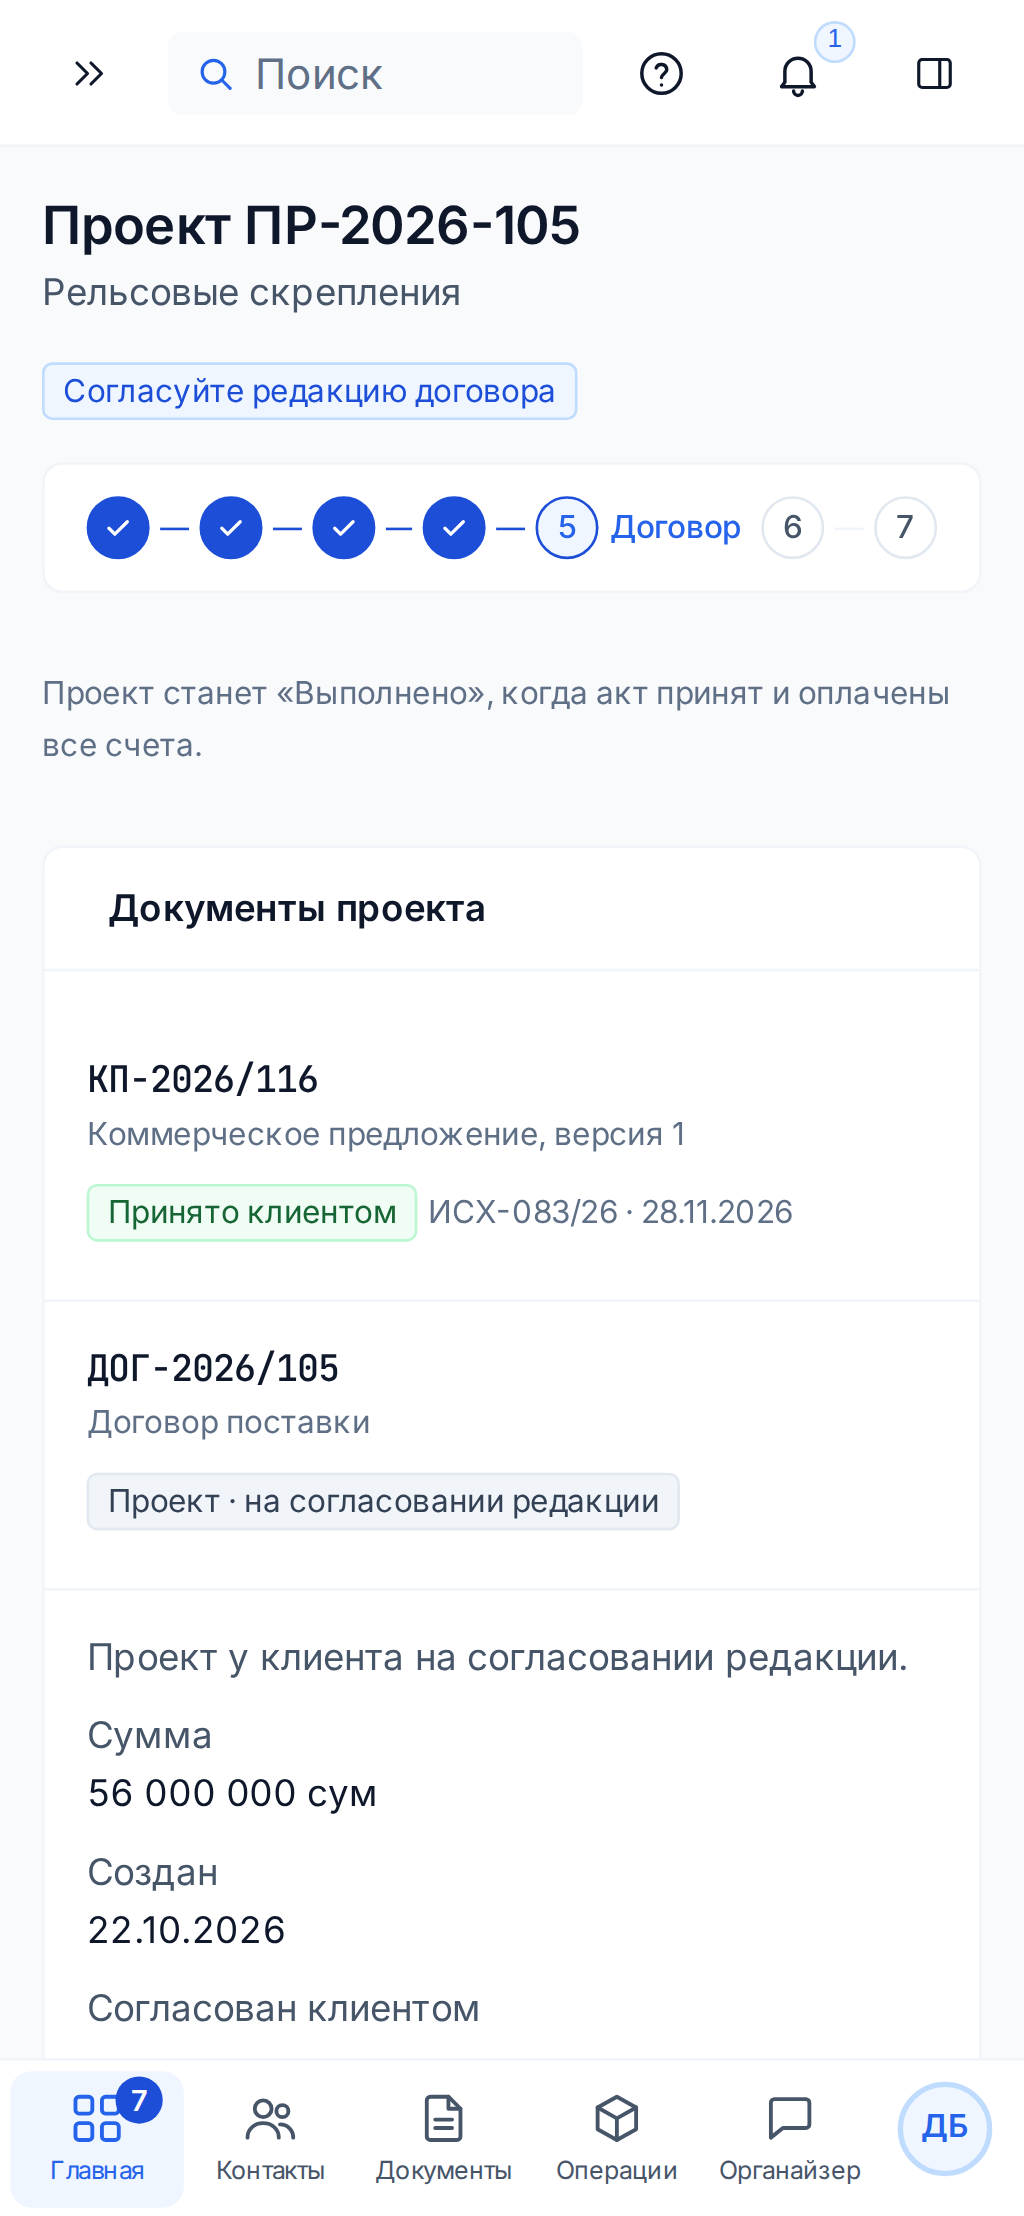 Поиск
1
Проект ПР-2026-105
Рельсовые скрепления
Согласуйте редакцию договора
5 Договор 6 7
Проект станет «Выполнено», когда акт принят и оплачены
все счета.
Документы проекта
КП-2026/116
Коммерческое предложение, версия 1
Принято клиентом ИСХ-083/26 · 28.11.2026
ДОГ-2026/105
Договор поставки
Проект · на согласовании редакции
Проект у клиента на согласовании редакции.
Сумма
56 000 000 сум
Создан
22.10.2026
Согласован клиентом
7
Главная Контакты Документы Операции Органайзер ДБ